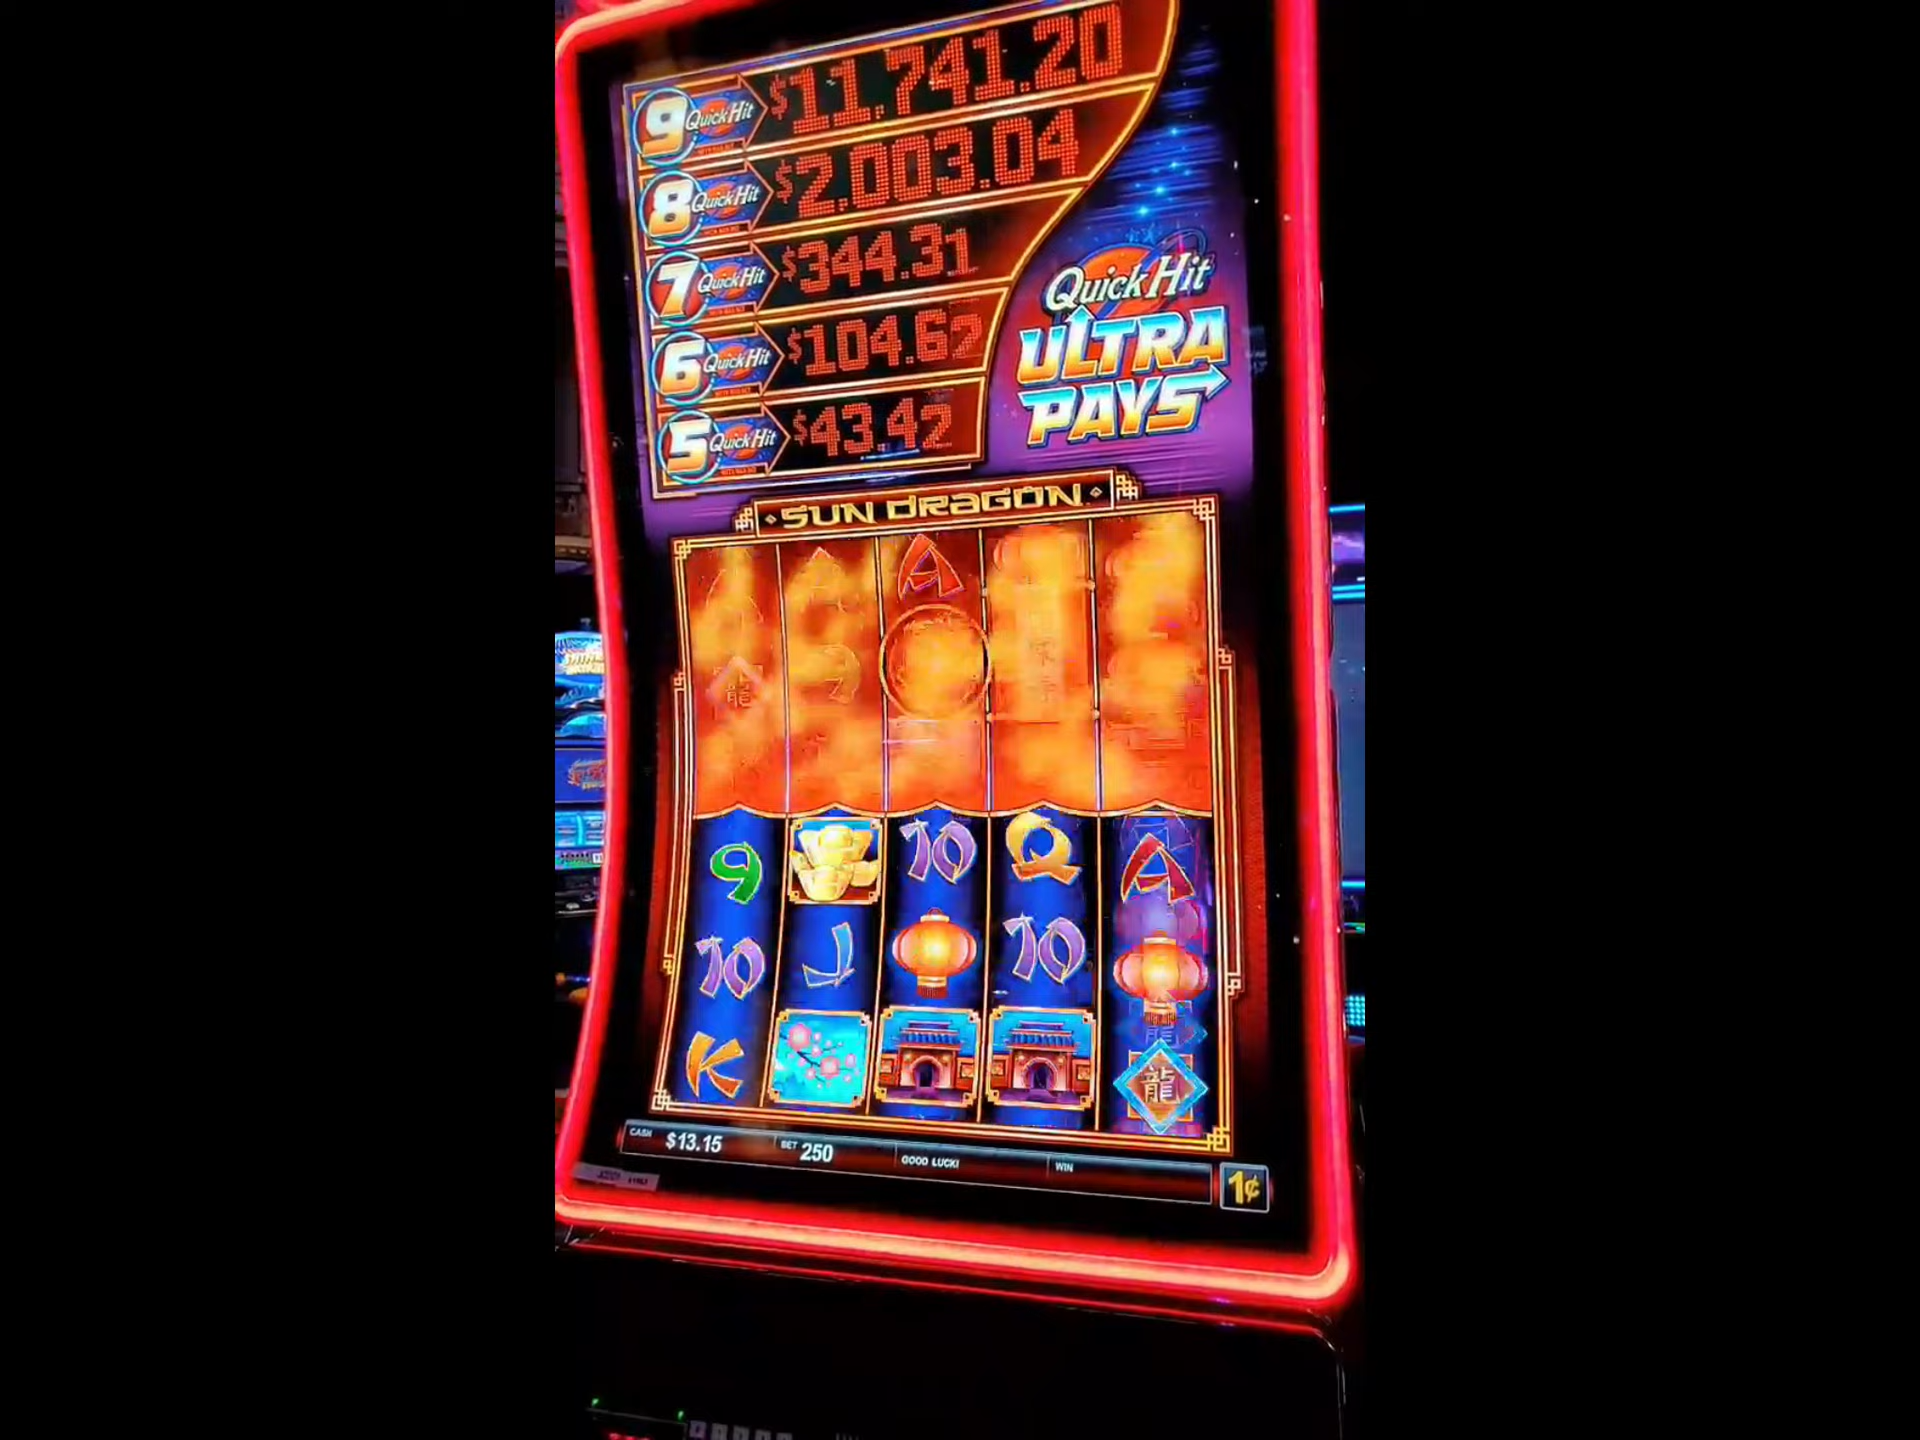 9 Quick Hit $11,741.20
8 Quick Hit $2,003.04
7 Quick Hit $344.31
6 Quick Hit $104.62
5 Quick Hit $43.42
Quick Hit
ULTRA
PAYS
SUN DRAGON
A
龍
9 10 Q A
10 J 10
K 龍
CASH $13.15 BET 250 GOOD LUCK! WIN 1¢